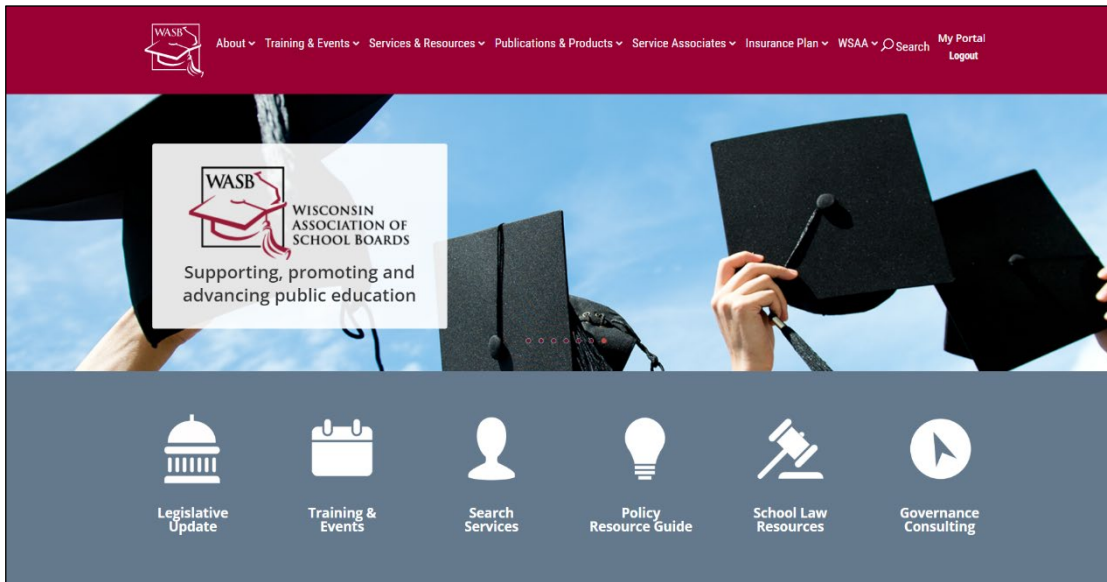 WASB
About Training & Events Services & Resources Publications & Products Service Associates Insurance Plan WSAA Search
My Portal
Logout
WASB
WISCONSIN
ASSOCIATION OF
SCHOOL BOARDS
Supporting, promoting and
advancing public education
Legislative
Update
Training &
Events
Search
Services
Policy
Resource Guide
School Law
Resources
Governance
Consulting